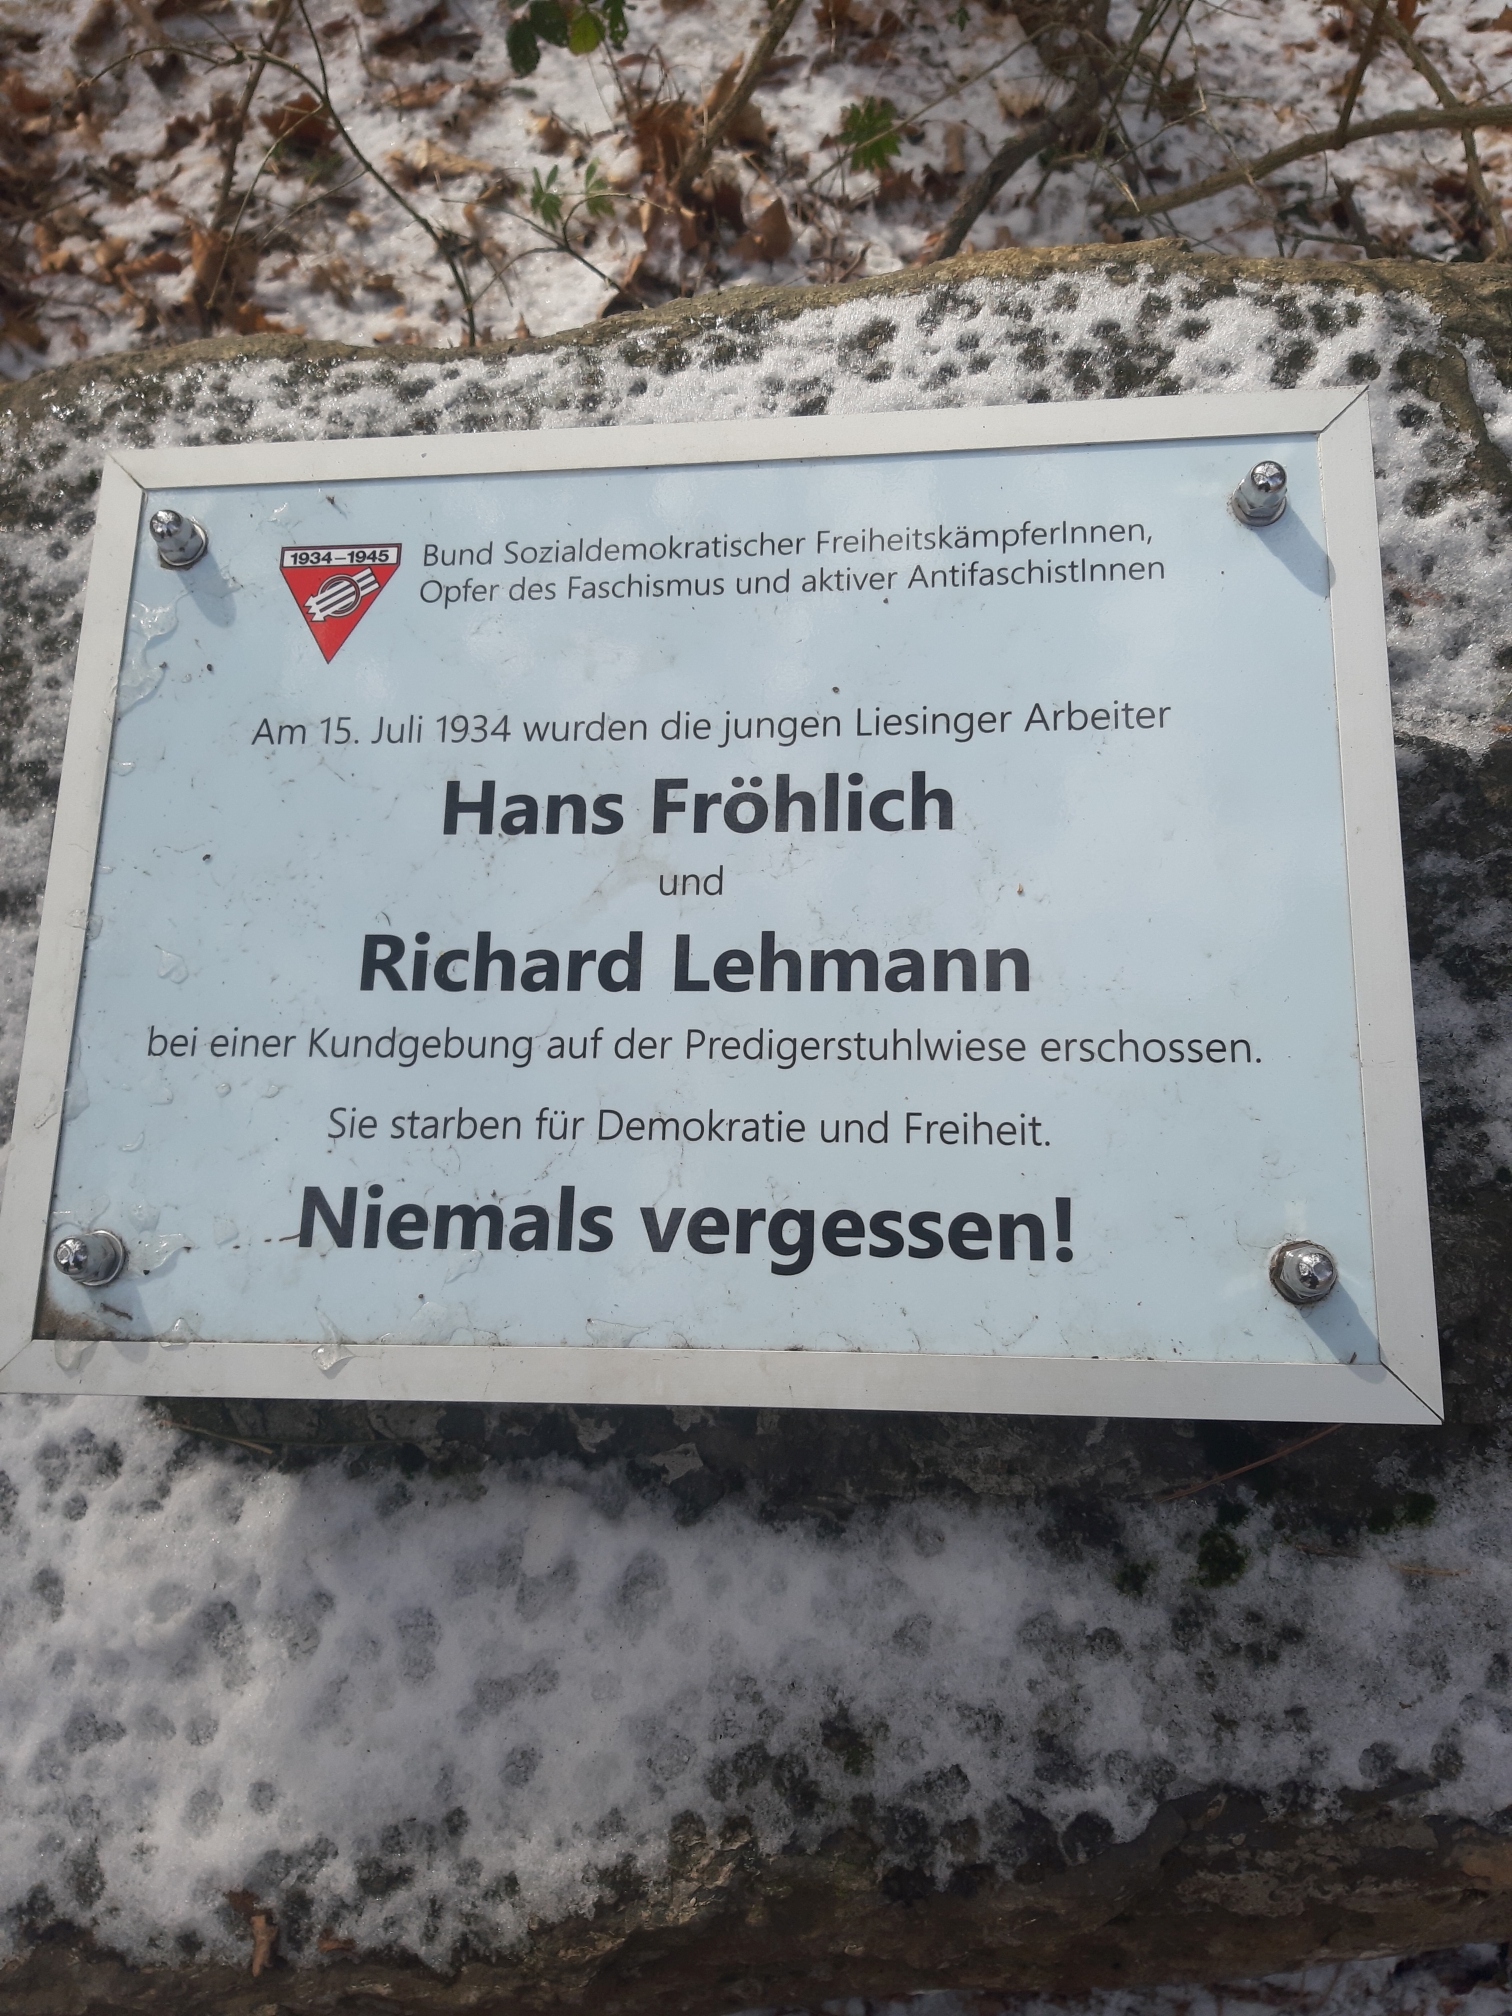 1934–1945
Bund Sozialdemokratischer FreiheitskämpferInnen,
Opfer des Faschismus und aktiver AntifaschistInnen
Am 15. Juli 1934 wurden die jungen Liesinger Arbeiter
Hans Fröhlich
und
Richard Lehmann
bei einer Kundgebung auf der Predigerstuhlwiese erschossen.
Sie starben für Demokratie und Freiheit.
Niemals vergessen!